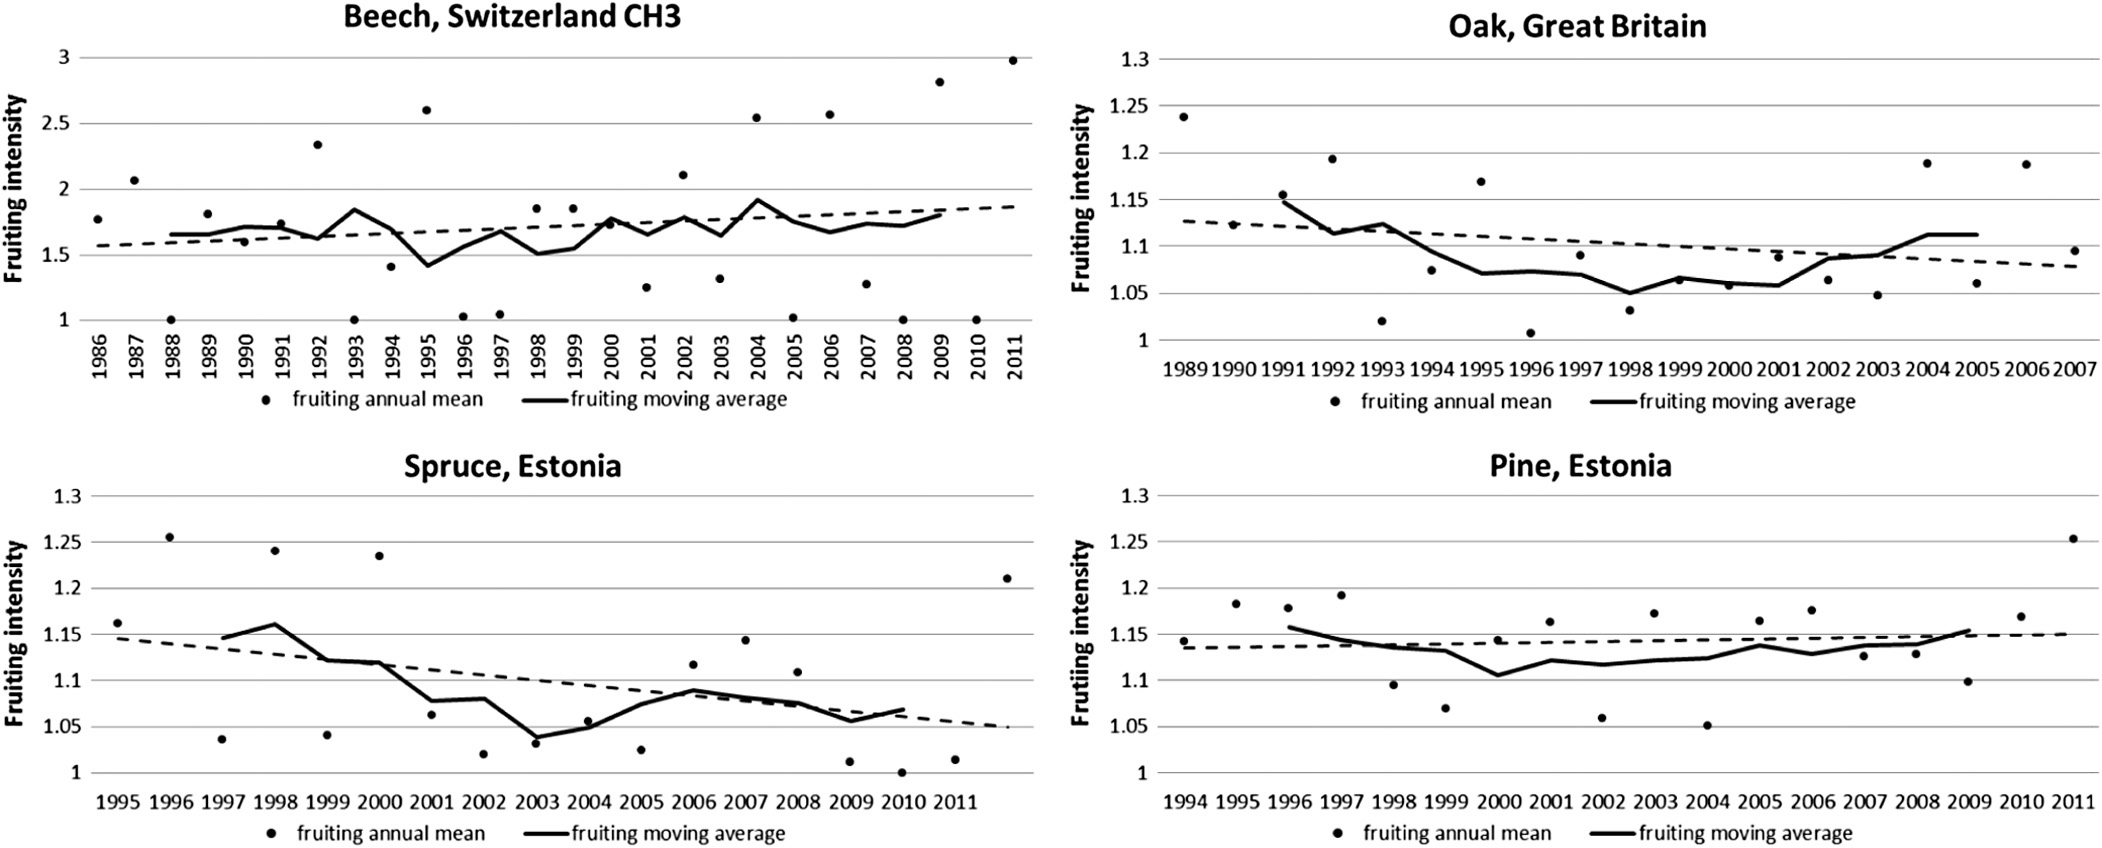 Beech, Switzerland CH3
Fruiting intensity
3
2.5
2
1.5
1
1986 1987 1988 1989 1990 1991 1992 1993 1994 1995 1996 1997 1998 1999 2000 2001 2002 2003 2004 2005 2006 2007 2008 2009 2010 2011
fruiting annual mean fruiting moving average
Oak, Great Britain
Fruiting intensity
1.3
1.25
1.2
1.15
1.1
1.05
1
1989 1990 1991 1992 1993 1994 1995 1996 1997 1998 1999 2000 2001 2002 2003 2004 2005 2006 2007
fruiting annual mean fruiting moving average
Spruce, Estonia
Fruiting intensity
1.3
1.25
1.2
1.15
1.1
1.05
1
1995 1996 1997 1998 1999 2000 2001 2002 2003 2004 2005 2006 2007 2008 2009 2010 2011
fruiting annual mean fruiting moving average
Pine, Estonia
Fruiting intensity
1.3
1.25
1.2
1.15
1.1
1.05
1
1994 1995 1996 1997 1998 1999 2000 2001 2002 2003 2004 2005 2006 2007 2008 2009 2010 2011
fruiting annual mean fruiting moving average